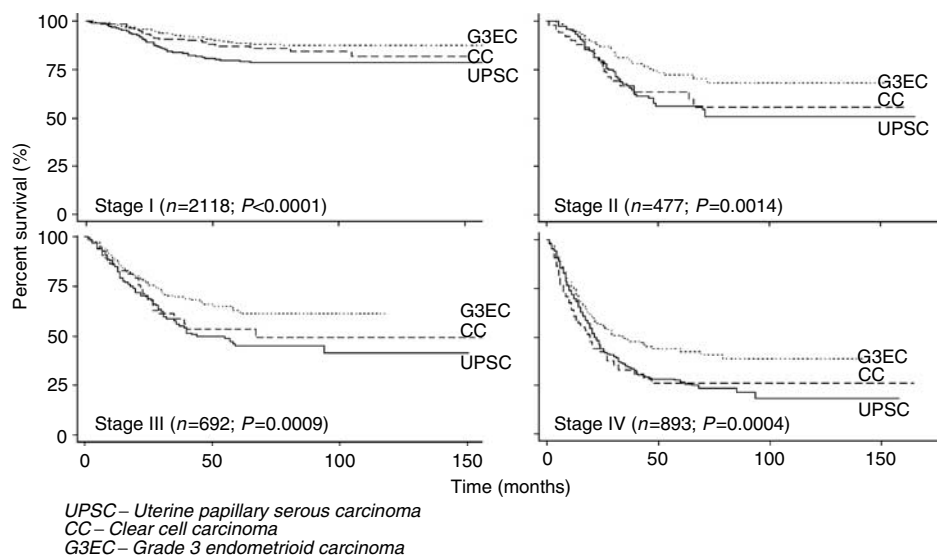 Percent survival (%)
100
75
50
25
0
G3EC
CC
UPSC
Stage I (n=2118; P<0.0001)
G3EC
CC
UPSC
Stage II (n=477; P=0.0014)
100
75
50
25
0
G3EC
CC
UPSC
Stage III (n=692; P=0.0009)
0 50 100 150
G3EC
CC
UPSC
Stage IV (n=893; P=0.0004)
0 50 100 150
Time (months)
UPSC – Uterine papillary serous carcinoma
CC – Clear cell carcinoma
G3EC – Grade 3 endometrioid carcinoma